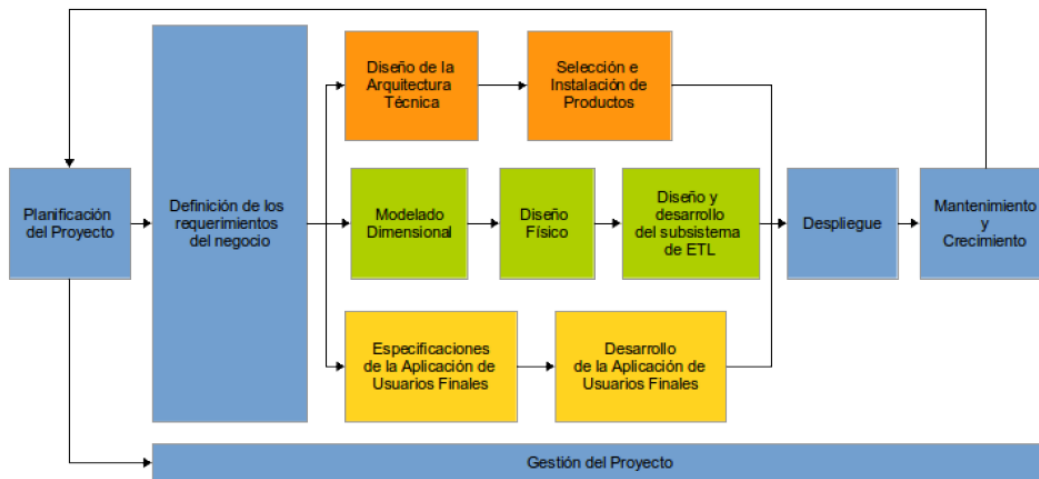 Planificación
del Proyecto
Definición de los
requerimientos
del negocio
Diseño de la
Arquitectura
Técnica
Selección e
Instalación de
Productos
Modelado
Dimensional
Diseño
Físico
Diseño y
desarrollo
del subsistema
de ETL
Especificaciones
de la Aplicación de
Usuarios Finales
Desarrollo
de la Aplicación de
Usuarios Finales
Despliegue
Mantenimiento
y
Crecimiento
Gestión del Proyecto